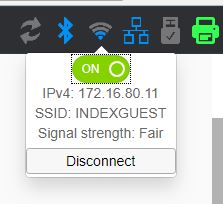 ON
IPv4: 172.16.80.11
SSID: INDEXGUEST
Signal strength: Fair
Disconnect